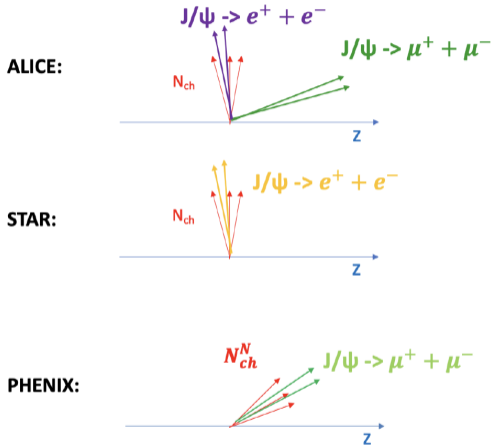 J/ψ -> e⁺ + e⁻
J/ψ -> μ⁺ + μ⁻
ALICE:
N_ch
Z
J/ψ -> e⁺ + e⁻
STAR:
N_ch
Z
N_ch^N
J/ψ -> μ⁺ + μ⁻
PHENIX:
Z